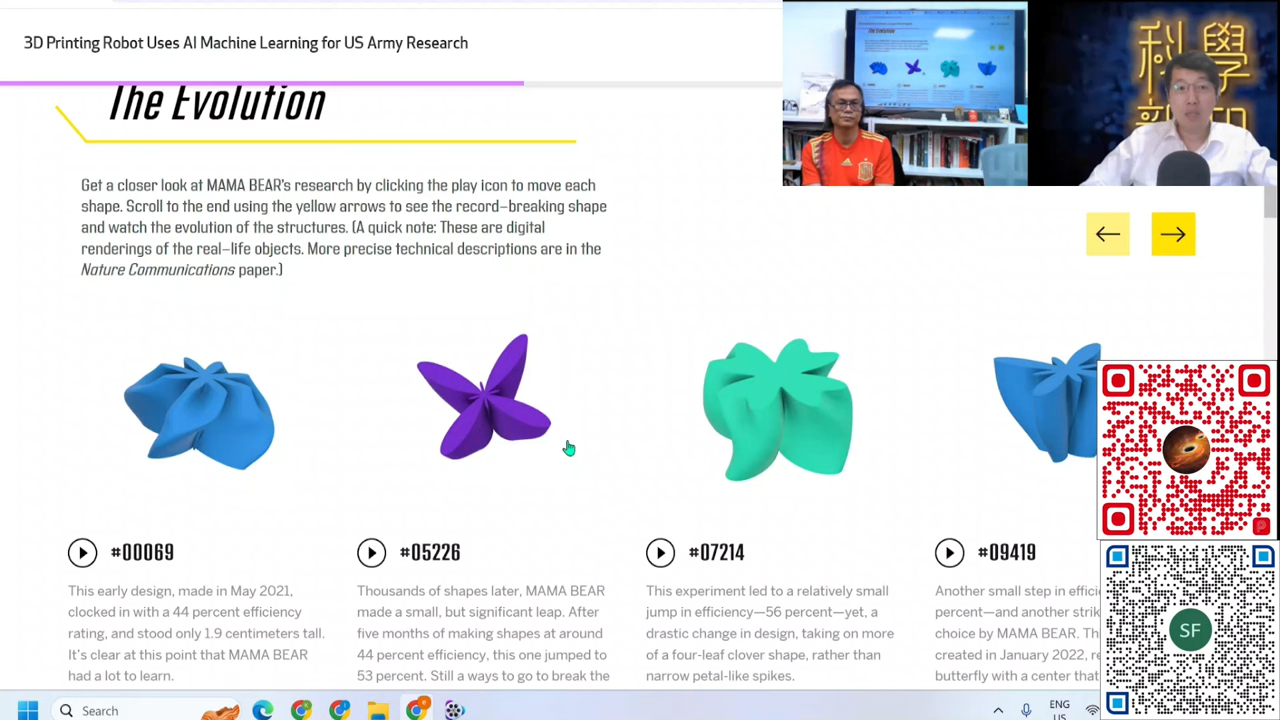 3D Printing Robot Uses AI Machine Learning for US Army Research
The Evolution
Get a closer look at MAMA BEAR's research by clicking the play icon to move each
shape. Scroll to the end using the yellow arrows to see the record-breaking shape
and watch the evolution of the structures. (A quick note: These are digital
renderings of the real-life objects. More precise technical descriptions are in the
Nature Communications paper.)
科學
#00069
This early design, made in May 2021,
clocked in with a 44 percent efficiency
rating, and stood only 1.9 centimeters tall.
It's clear at this point that MAMA BEAR
had a lot to learn.
#05226
Thousands of shapes later, MAMA BEAR
made a small, but significant leap. After
five months of making shapes at around
44 percent efficiency, this one jumped to
53 percent. Still a ways to go to break the
#07214
This experiment led to a relatively small
jump in efficiency—56 percent—yet, a
drastic change in design, taking on more
of a four-leaf clover shape, rather than
narrow petal-like spikes.
#09419
Another small step in
percent—and another
choice by MAMA BEAR.
created in January 2022,
butterfly with a center that
SF
Search
ENG
US